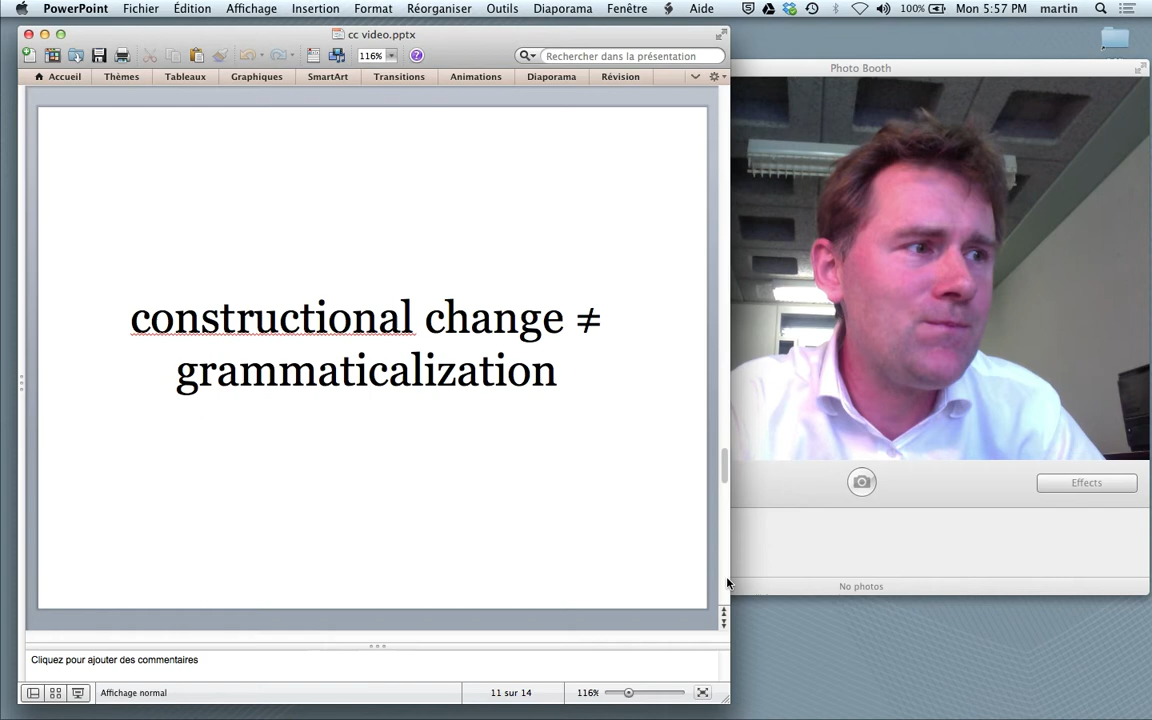 PowerPoint Fichier Édition Affichage Insertion Format Réorganiser Outils Diaporama Fenêtre Aide 100% Mon 5:57 PM martin
cc video.pptx
116% Rechercher dans la présentation
Accueil Thèmes Tableaux Graphiques SmartArt Transitions Animations Diaporama Révision
Photo Booth
constructional change ≠
grammaticalization
Effects
No photos
Cliquez pour ajouter des commentaires
Affichage normal 11 sur 14 116%